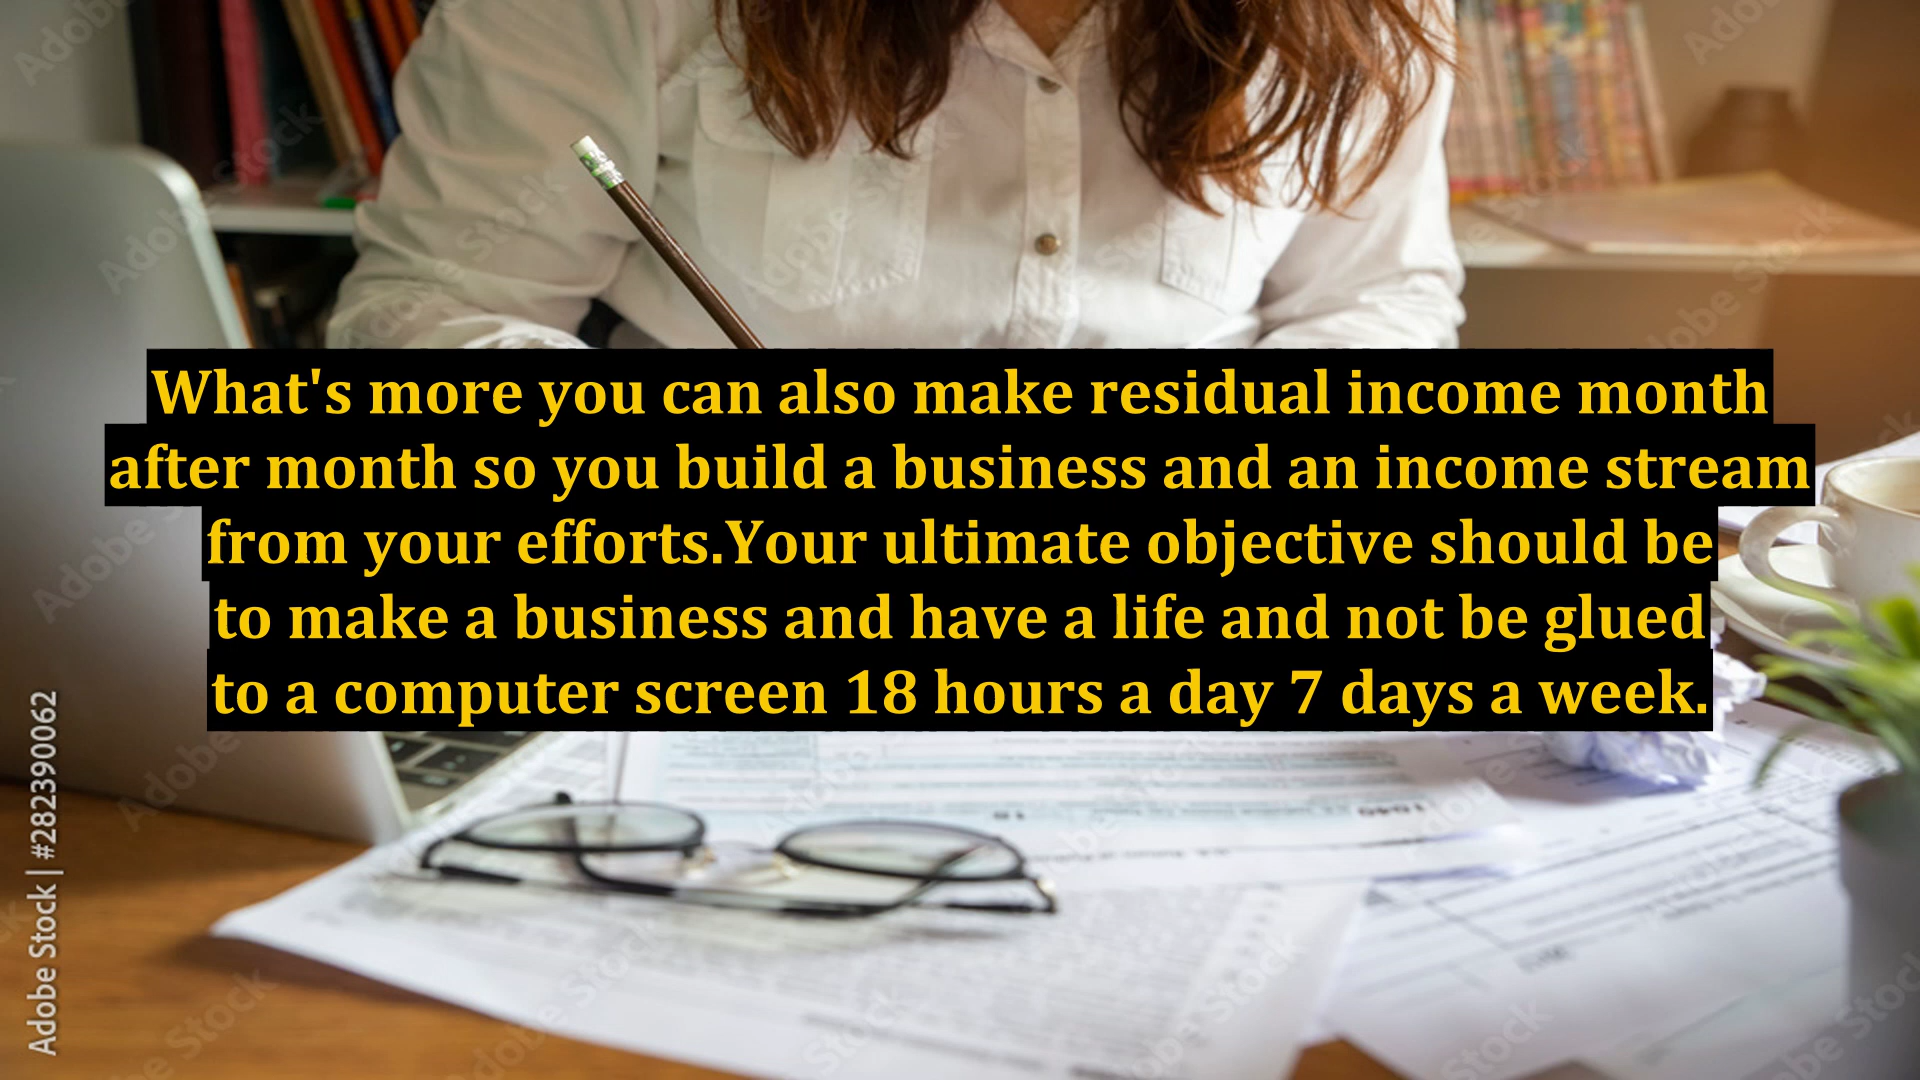 What's more you can also make residual income month
after month so you build a business and an income stream
from your efforts.Your ultimate objective should be
to make a business and have a life and not be glued
to a computer screen 18 hours a day 7 days a week.
Adobe Stock | #282390062